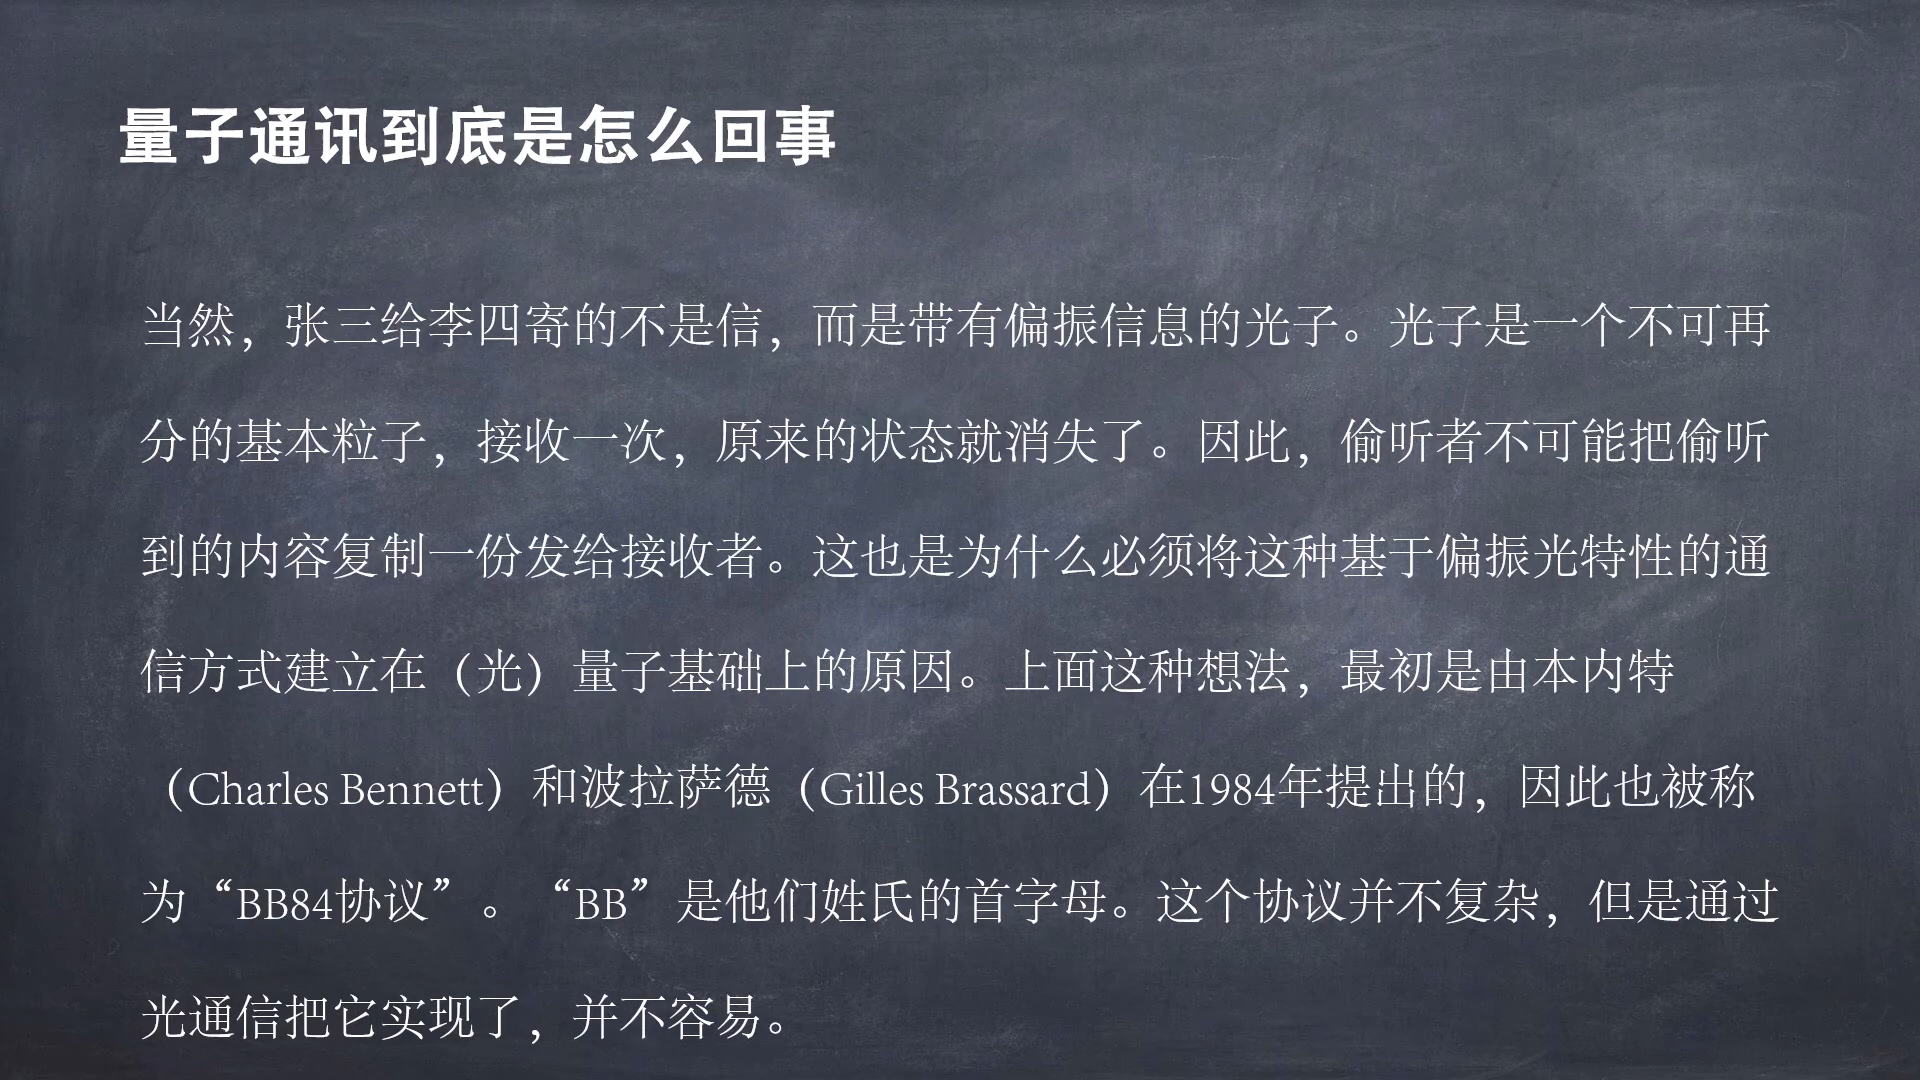 量子通讯到底是怎么回事
当然，张三给李四寄的不是信，而是带有偏振信息的光子。光子是一个不可再
分的基本粒子，接收一次，原来的状态就消失了。因此，偷听者不可能把偷听
到的内容复制一份发给接收者。这也是为什么必须将这种基于偏振光特性的通
信方式建立在（光）量子基础上的原因。上面这种想法，最初是由本内特
（Charles Bennett）和波拉萨德（Gilles Brassard）在1984年提出的，因此也被称
为“BB84协议”。“BB”是他们姓氏的首字母。这个协议并不复杂，但是通过
光通信把它实现了，并不容易。